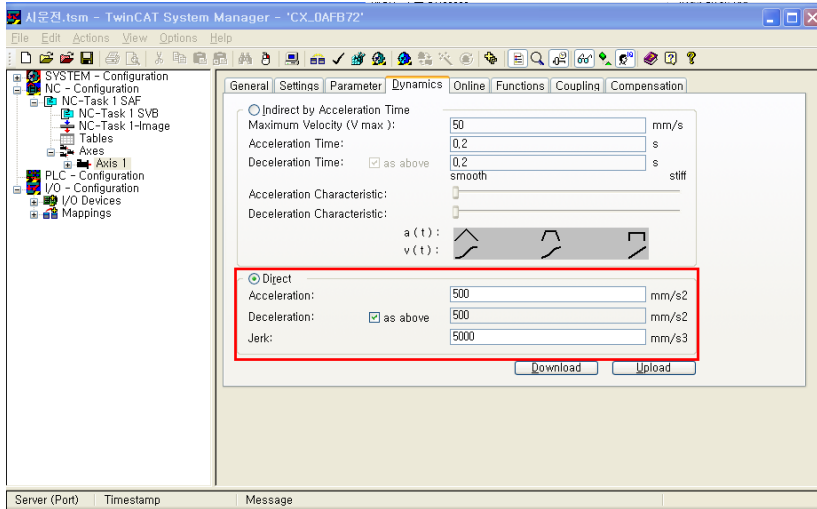 시운전.tsm - TwinCAT System Manager - 'CX_0AFB72'
File Edit Actions View Options Help
SYSTEM - Configuration
NC - Configuration
NC-Task 1 SAF
NC-Task 1 SVB
NC-Task 1-Image
Tables
Axes
Axis 1
PLC - Configuration
I/O - Configuration
I/O Devices
Mappings
General Settings Parameter Dynamics Online Functions Coupling Compensation
Indirect by Acceleration Time
Maximum Velocity (V max ): 50 mm/s
Acceleration Time: 0,2 s
Deceleration Time: as above 0,2 s
smooth stiff
Acceleration Characteristic:
Deceleration Characteristic:
a(t):
v(t):
Direct
Acceleration: 500 mm/s2
Deceleration: as above 500 mm/s2
Jerk: 5000 mm/s3
Download Upload
Server (Port) Timestamp Message